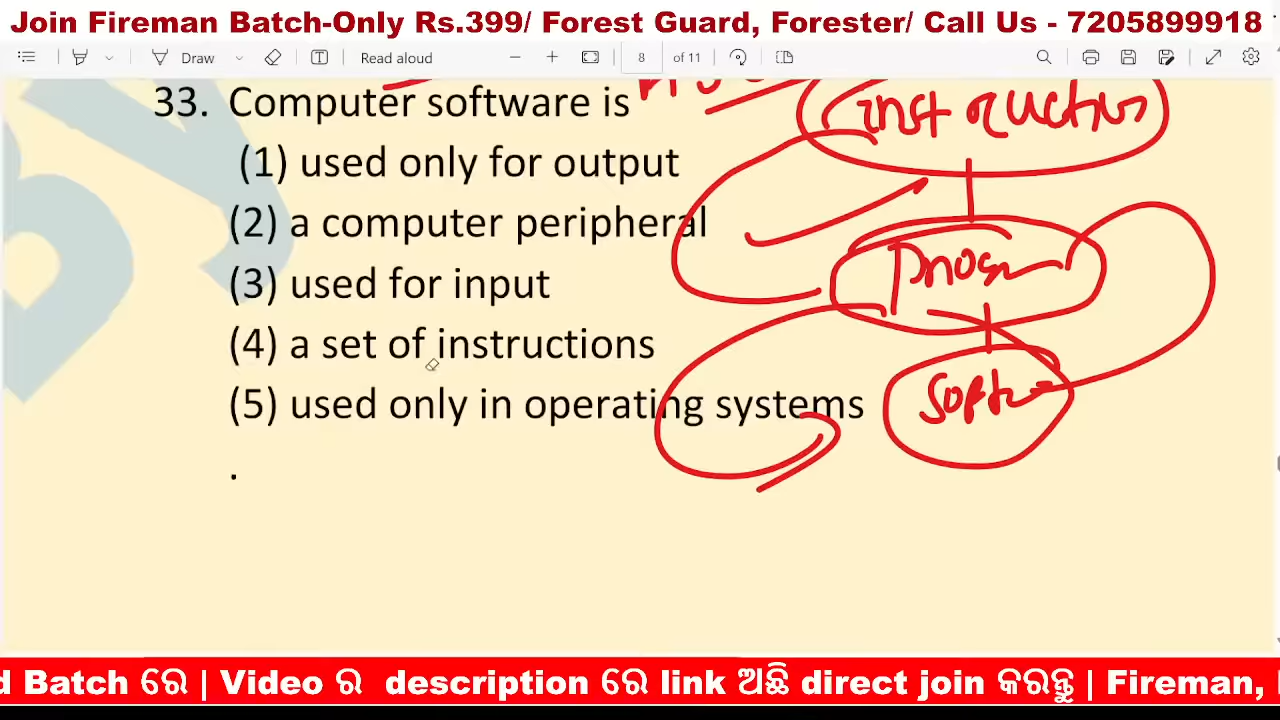 Join Fireman Batch-Only Rs.399/ Forest Guard, Forester/ Call Us - 7205899918
Draw
Read aloud
8 of 11
33. Computer software is
instructions
(1) used only for output
(2) a computer peripheral
(3) used for input
(4) a set of instructions
(5) used only in operating systems
.
d Batch ରେ | Video ର description ରେ link ଅଛି direct join କରନ୍ତୁ | Fireman,